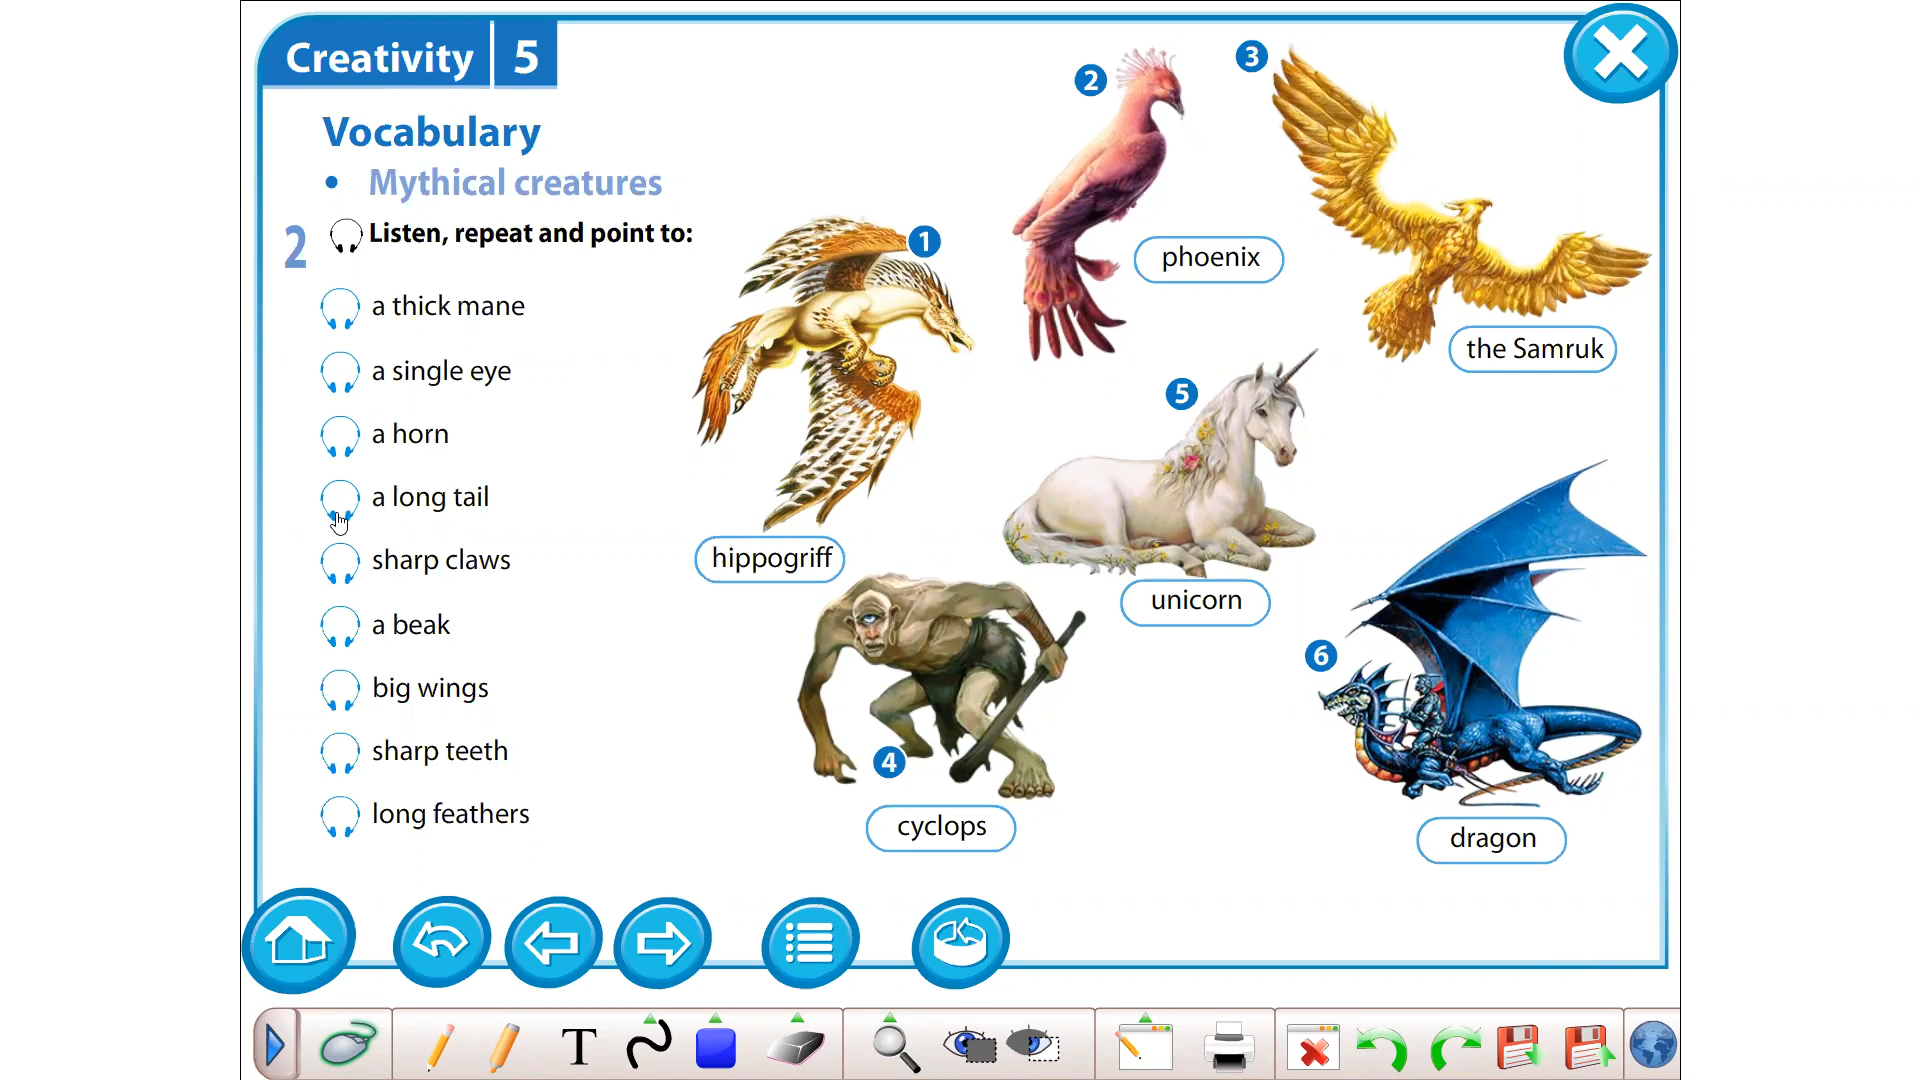 Creativity 5
Vocabulary
• Mythical creatures
2 Listen, repeat and point to:
a thick mane
a single eye
a horn
a long tail
sharp claws
a beak
big wings
sharp teeth
long feathers
1
hippogriff
2
phoenix
3
the Samruk
4
cyclops
5
unicorn
6
dragon
T